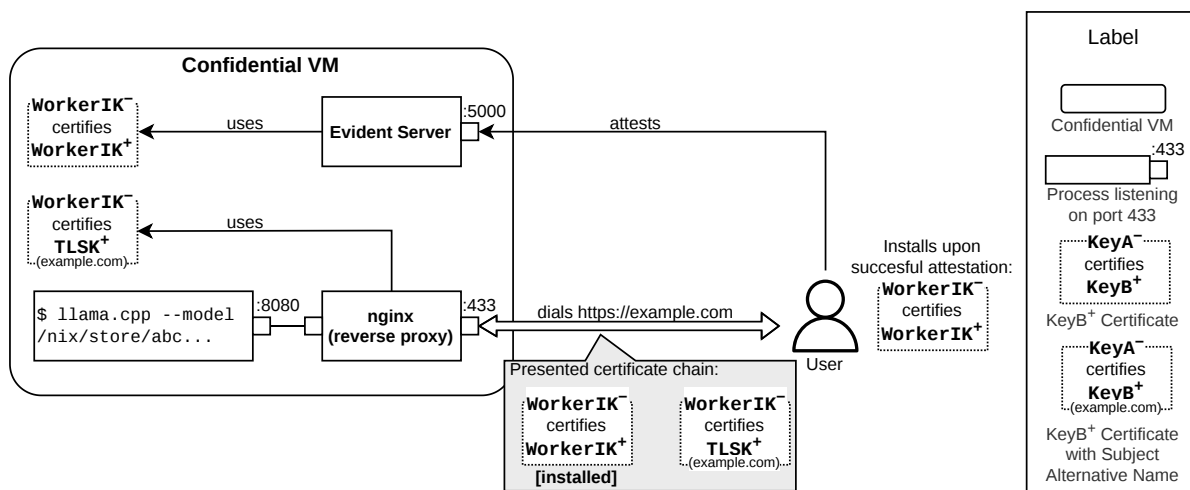 Confidential VM
WorkerIK⁻
certifies
WorkerIK⁺
uses
Evident Server
:5000
attests
WorkerIK⁻
certifies
TLSK⁺
(example.com)
uses
$ llama.cpp --model
/nix/store/abc...
:8080
nginx
(reverse proxy)
:433
dials https://example.com
User
Installs upon
succesful attestation:
WorkerIK⁻
certifies
WorkerIK⁺
Presented certificate chain:
WorkerIK⁻
certifies
WorkerIK⁺
[installed]
WorkerIK⁻
certifies
TLSK⁺
(example.com)
Label
Confidential VM
:433
Process listening
on port 433
KeyA⁻
certifies
KeyB⁺
KeyB⁺ Certificate
KeyA⁻
certifies
KeyB⁺
(example.com)
KeyB⁺ Certificate
with Subject
Alternative Name